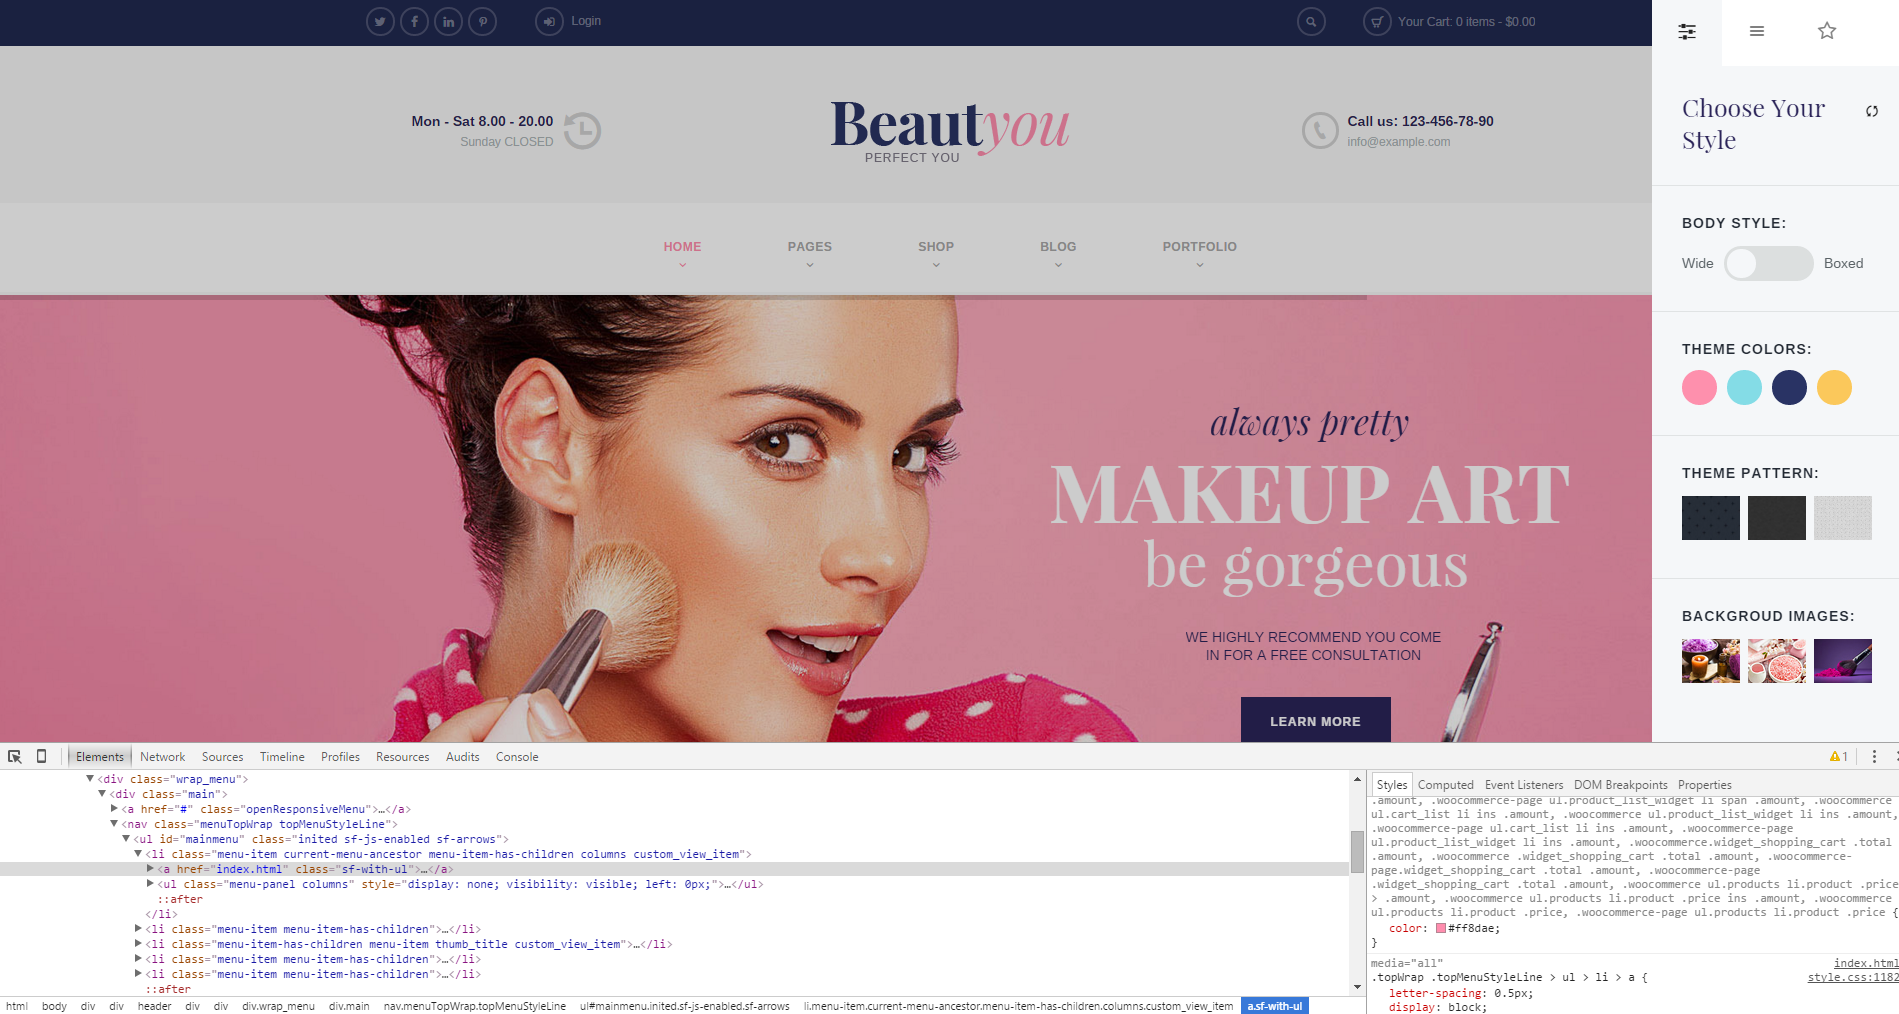 Login
Your Cart: 0 items - $0.00
Mon - Sat 8.00 - 20.00
Sunday CLOSED
Beautyou
PERFECT YOU
Call us: 123-456-78-90
info@example.com
HOME
PAGES
SHOP
BLOG
PORTFOLIO
always pretty
MAKEUP ART
be gorgeous
WE HIGHLY RECOMMEND YOU COME
IN FOR A FREE CONSULTATION
LEARN MORE
Choose Your
Style
BODY STYLE:
Wide
Boxed
THEME COLORS:
THEME PATTERN:
BACKGROUD IMAGES:
Elements Network Sources Timeline Profiles Resources Audits Console
1
<div class="wrap_menu">
<div class="main">
<a href="#" class="openResponsiveMenu">…</a>
<nav class="menuTopWrap topMenuStyleLine">
<ul id="mainmenu" class="inited sf-js-enabled sf-arrows">
<li class="menu-item current-menu-ancestor menu-item-has-children columns custom_view_item">
<a href="index.html" class="sf-with-ul">…</a>
<ul class="menu-panel columns" style="display: none; visibility: visible; left: 0px;">…</ul>
::after
</li>
<li class="menu-item menu-item-has-children">…</li>
<li class="menu-item-has-children menu-item thumb_title custom_view_item">…</li>
<li class="menu-item menu-item-has-children">…</li>
<li class="menu-item menu-item-has-children">…</li>
::after
html body div div header div div div.wrap_menu div.main nav.menuTopWrap.topMenuStyleLine ul#mainmenu.inited.sf-js-enabled.sf-arrows li.menu-item.current-menu-ancestor.menu-item-has-children.columns.custom_view_item a.sf-with-ul
Styles Computed Event Listeners DOM Breakpoints Properties
.amount, .woocommerce-page ul.product_list_widget li span .amount, .woocommerce
ul.cart_list li ins .amount, .woocommerce ul.product_list_widget li ins .amount,
.woocommerce-page ul.cart_list li ins .amount, .woocommerce-page
ul.product_list_widget li ins .amount, .woocommerce.widget_shopping_cart .total
.amount, .woocommerce .widget_shopping_cart .total .amount, .woocommerce-
page.widget_shopping_cart .total .amount, .woocommerce-page
.widget_shopping_cart .total .amount, .woocommerce ul.products li.product .price
> .amount, .woocommerce ul.products li.product .price ins .amount, .woocommerce
ul.products li.product .price, .woocommerce-page ul.products li.product .price {
color: #ff8dae;
}
media="all"
index.html
.topWrap .topMenuStyleLine > ul > li > a {
style.css:1182
letter-spacing: 0.5px;
display: block;